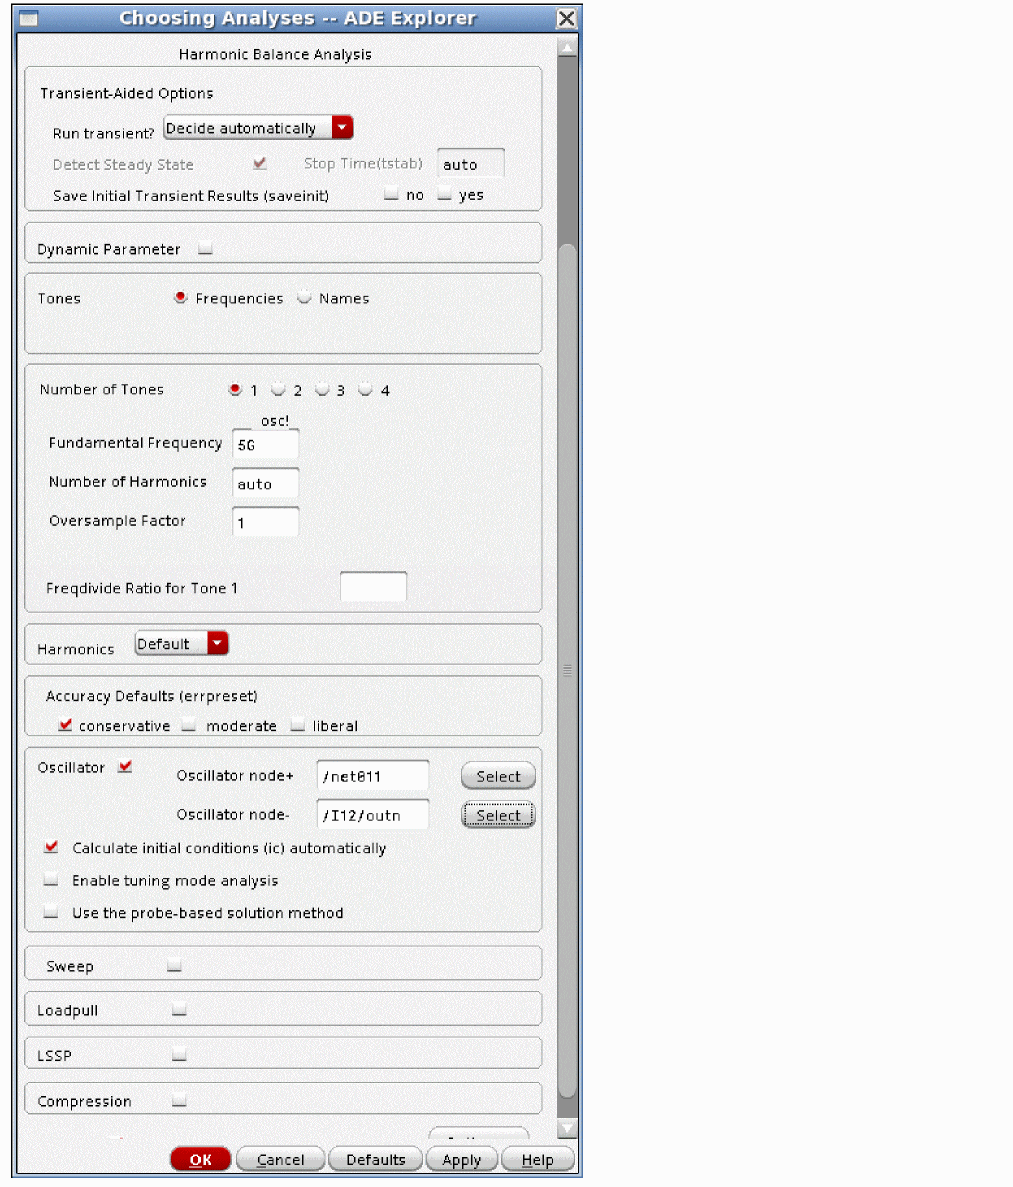 Choosing Analyses -- ADE Explorer
Harmonic Balance Analysis
Transient-Aided Options
Run transient? Decide automatically
Detect Steady State Stop Time(tstab) auto
Save Initial Transient Results (saveinit) no yes
Dynamic Parameter
Tones Frequencies Names
Number of Tones 1 2 3 4
osc!
Fundamental Frequency 5G
Number of Harmonics auto
Oversample Factor 1
Freqdivide Ratio for Tone 1
Harmonics Default
Accuracy Defaults (errpreset)
conservative moderate liberal
Oscillator Oscillator node+ /net011 Select
Oscillator node- /I12/outn Select
Calculate initial conditions (ic) automatically
Enable tuning mode analysis
Use the probe-based solution method
Sweep
Loadpull
LSSP
Compression
OK Cancel Defaults Apply Help